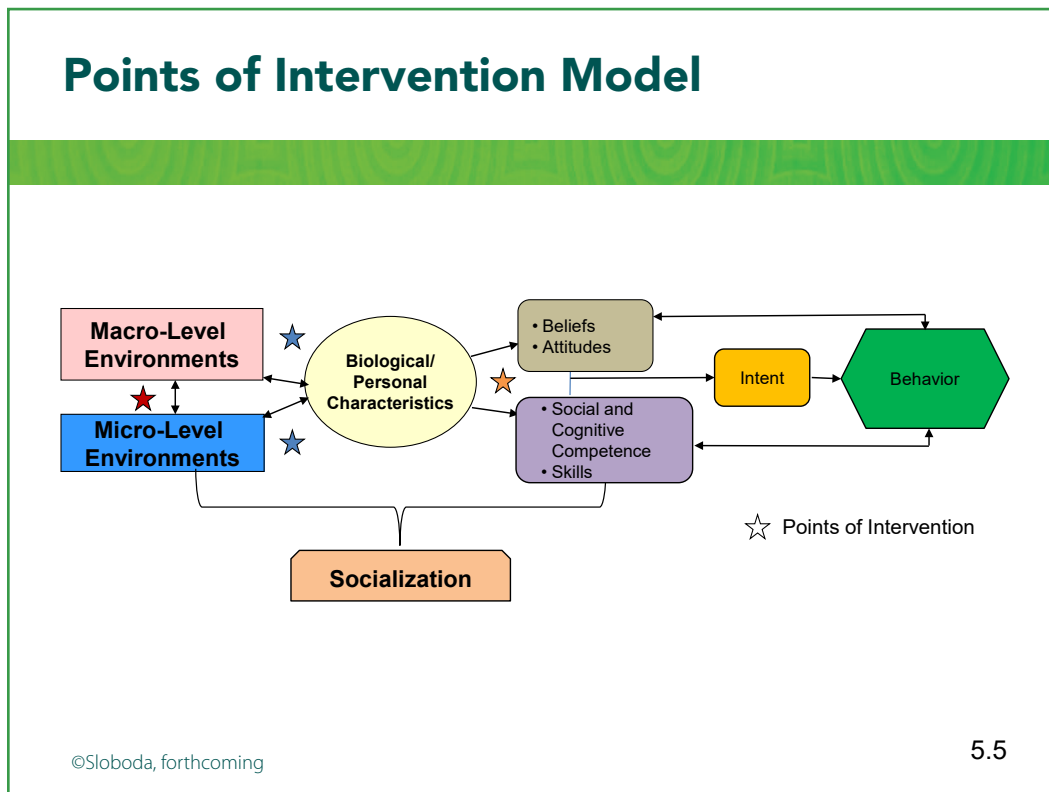 Points of Intervention Model
Macro-Level
Environments
Micro-Level
Environments
Biological/
Personal
Characteristics
• Beliefs
• Attitudes
• Social and
Cognitive
Competence
• Skills
Intent
Behavior
Points of Intervention
Socialization
©Sloboda, forthcoming
5.5